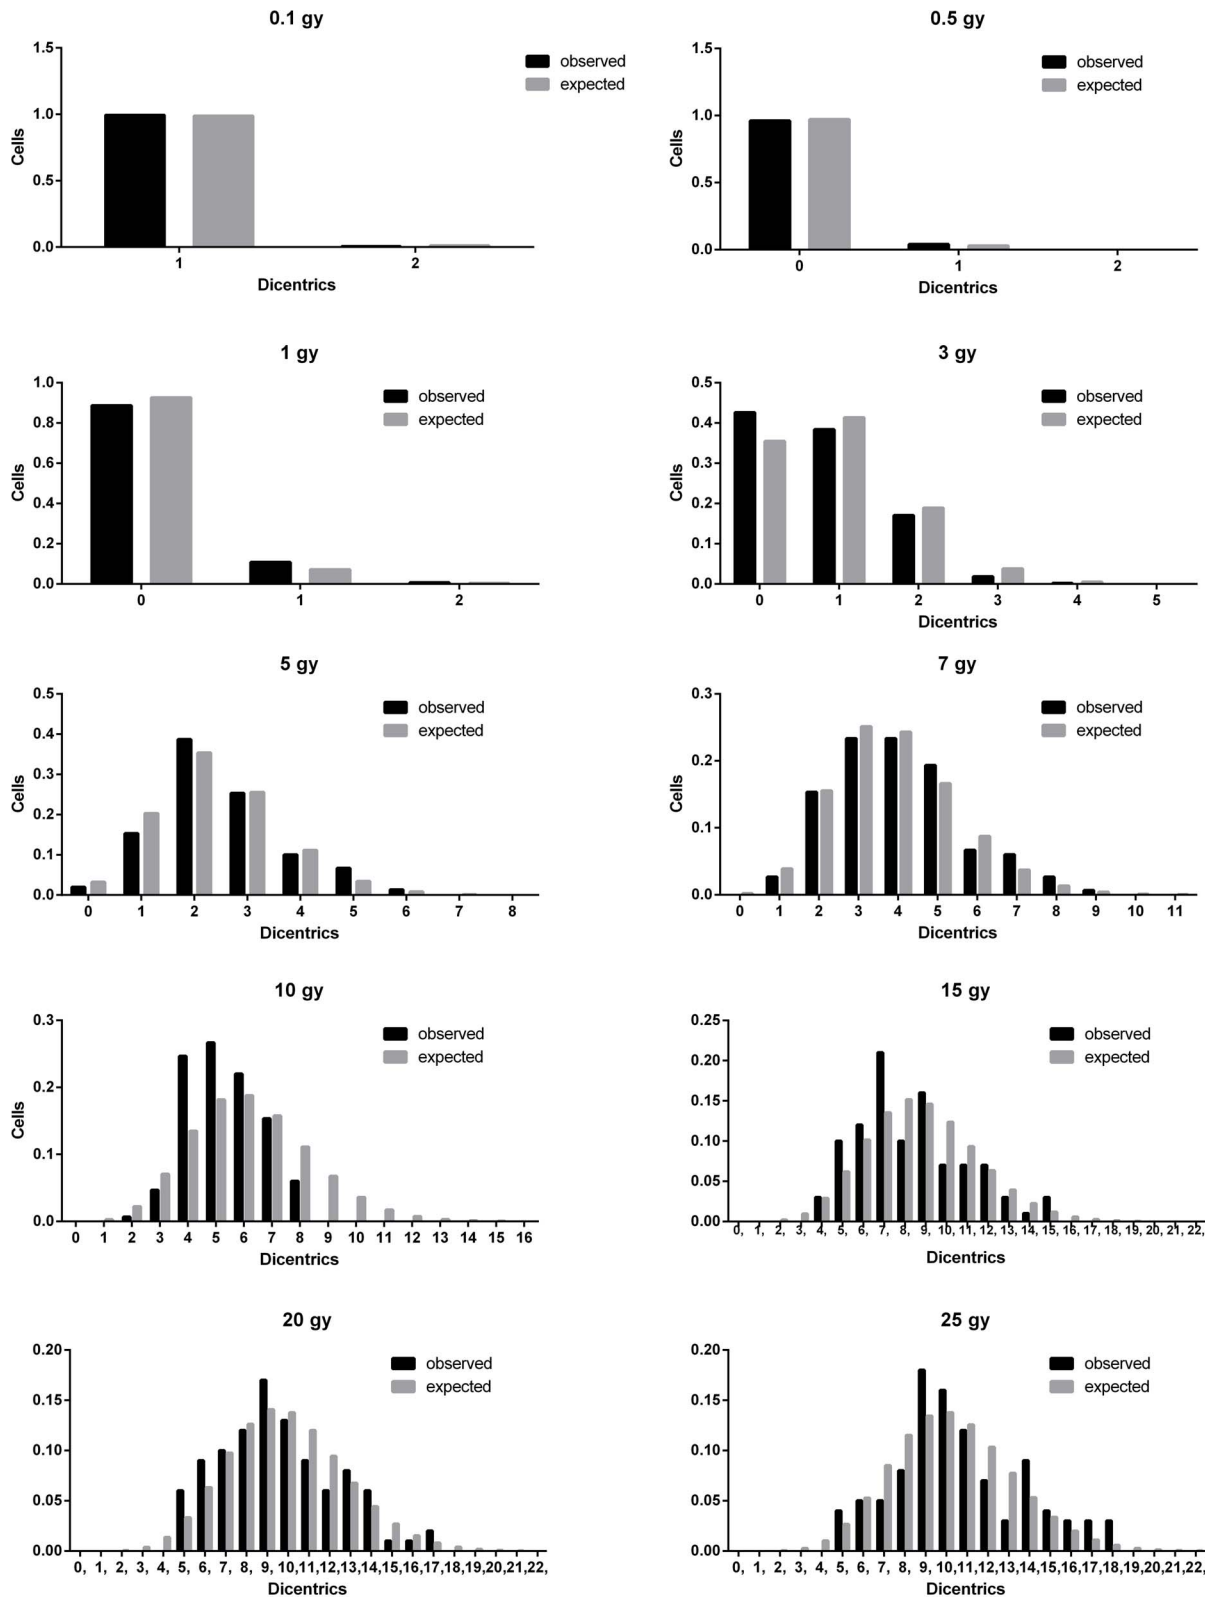 0.1 gy
1.5
1.0
0.5
0.0
Cells
observed
expected
1 2
Dicentrics
0.5 gy
1.5
1.0
0.5
0.0
Cells
observed
expected
0 1 2
Dicentrics
1 gy
1.0
0.8
0.6
0.4
0.2
0.0
Cells
observed
expected
0 1 2
Dicentrics
3 gy
0.5
0.4
0.3
0.2
0.1
0.0
Cells
observed
expected
0 1 2 3 4 5
Dicentrics
5 gy
0.5
0.4
0.3
0.2
0.1
0.0
Cells
observed
expected
0 1 2 3 4 5 6 7 8
Dicentrics
7 gy
0.3
0.2
0.1
0.0
Cells
observed
expected
0 1 2 3 4 5 6 7 8 9 10 11
Dicentrics
10 gy
0.3
0.2
0.1
0.0
Cells
observed
expected
0 1 2 3 4 5 6 7 8 9 10 11 12 13 14 15 16
Dicentrics
15 gy
0.25
0.20
0.15
0.10
0.05
0.00
observed
expected
0, 1, 2, 3, 4, 5, 6, 7, 8, 9, 10, 11, 12, 13, 14, 15, 16, 17, 18, 19, 20, 21, 22,
Dicentrics
20 gy
0.20
0.15
0.10
0.05
0.00
observed
expected
0, 1, 2, 3, 4, 5, 6, 7, 8, 9, 10,11,12,13,14,15,16,17,18,19,20,21,22,
Dicentrics
25 gy
0.20
0.15
0.10
0.05
0.00
observed
expected
0, 1, 2, 3, 4, 5, 6, 7, 8, 9, 10,11,12,13,14,15,16,17,18,19,20,21,22,
Dicentrics